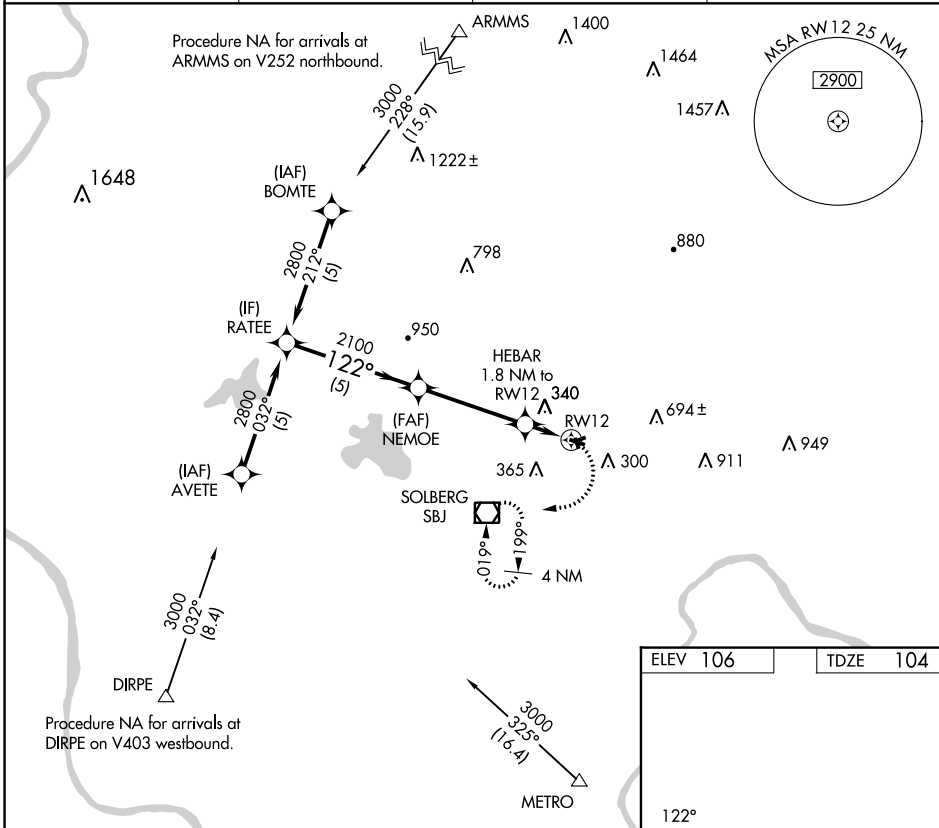 Procedure NA for arrivals at
ARMMS on V252 northbound.
ARMMS
1400
1464
1457
MSA RW12 25 NM
2900
3000
228°
(15.9)
1222±
1648
(IAF)
BOMTE
2800
212°
(5)
798
880
(IF)
RATEE
950
2100
122°
(5)
HEBAR
1.8 NM to
RW12
340
(FAF)
NEMOE
RW12
694±
949
911
300
365
2800
032°
(5)
(IAF)
AVETE
SOLBERG
SBJ
019°
199°
4 NM
3000
032°
(8.4)
DIRPE
Procedure NA for arrivals at
DIRPE on V403 westbound.
3000
325°
(16.4)
METRO
ELEV 106
TDZE 104
122°